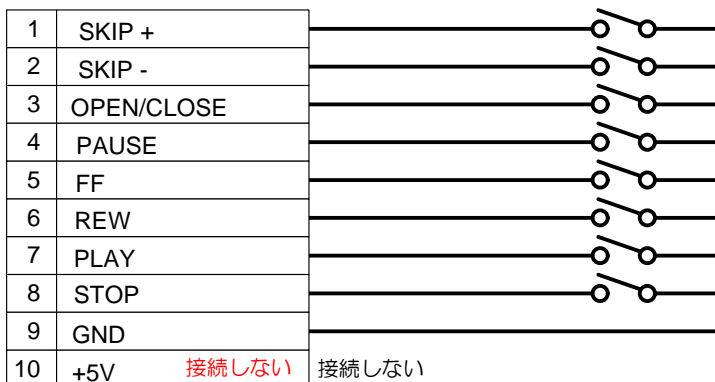 1 SKIP +
2 SKIP -
3 OPEN/CLOSE
4 PAUSE
5 FF
6 REW
7 PLAY
8 STOP
9 GND
10 +5V 接続しない 接続しない